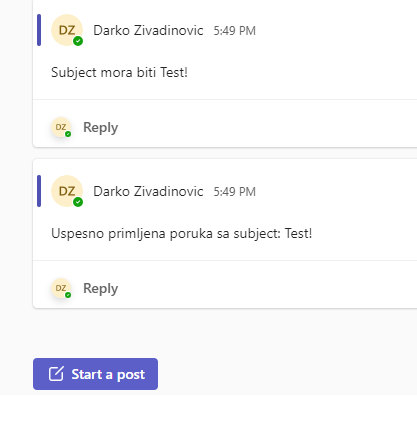 DZ Darko Zivadinovic 5:49 PM
Subject mora biti Test!
DZ Reply
DZ Darko Zivadinovic 5:49 PM
Uspesno primljena poruka sa subject: Test!
DZ Reply
Start a post